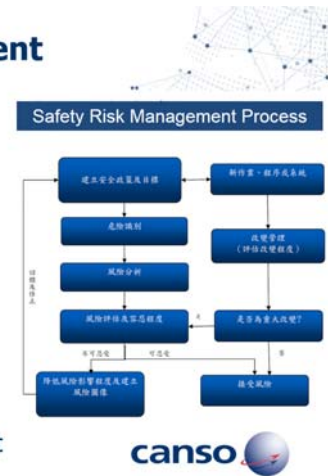 ent
Safety Risk Management Process
建立安全政策及目標
新作業、程序或系統
危險識別
改變管理
(評估改變程度)
風險分析
回饋及修正
風險評估及容忍程度
是
是否為重大改變?
不可忍受
可忍受
否
降低風險影響程度及建立
風險圖像
接受風險
canso